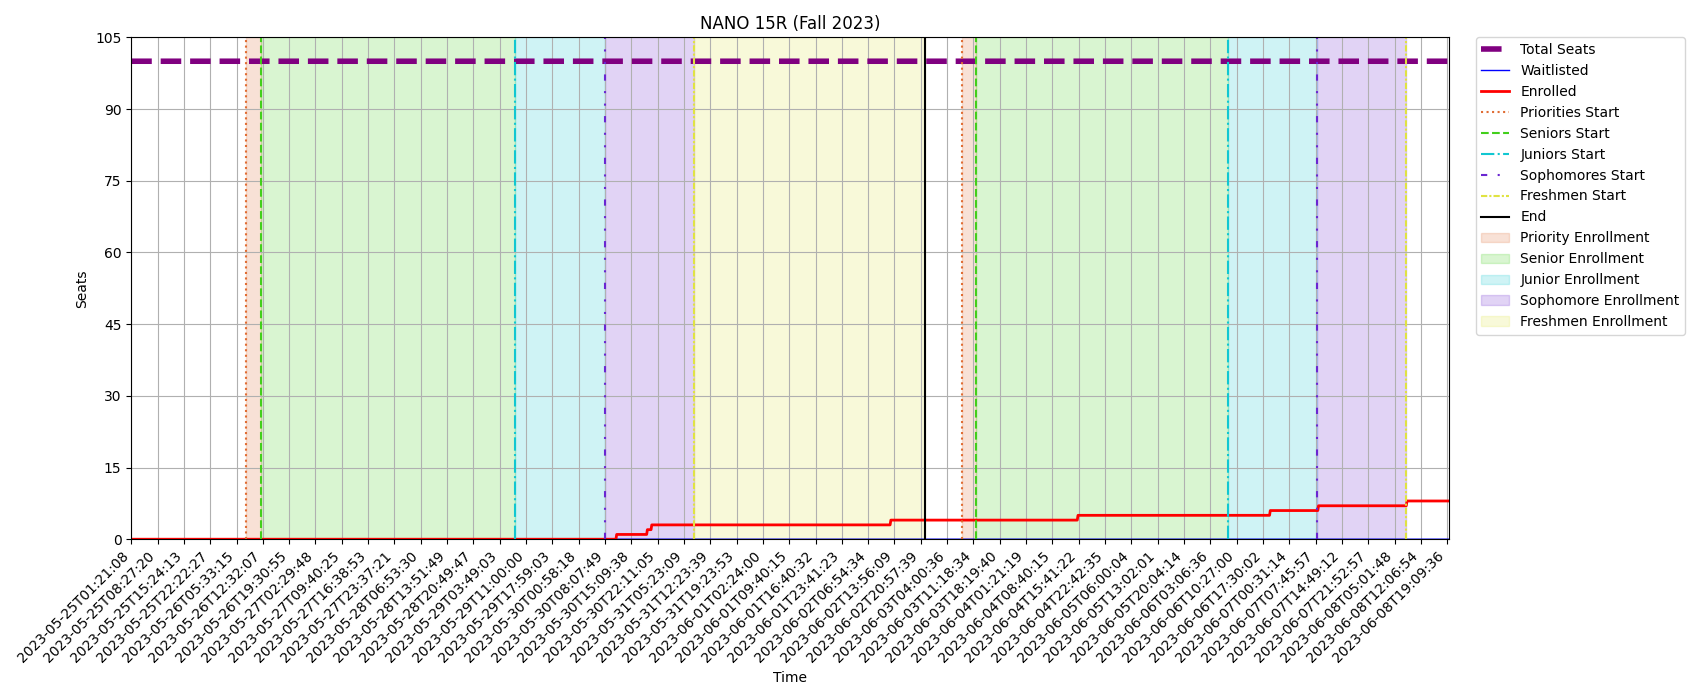 NANO 15R (Fall 2023)
105
90
75
60
45
30
15
0
Seats
2023-05-25T01:21:08
2023-05-25T08:27:20
2023-05-25T15:24:13
2023-05-25T22:22:27
2023-05-26T05:33:15
2023-05-26T12:32:07
2023-05-26T19:30:55
2023-05-27T02:29:48
2023-05-27T09:40:25
2023-05-27T16:38:53
2023-05-27T23:37:21
2023-05-28T06:53:30
2023-05-28T13:51:49
2023-05-28T20:49:47
2023-05-29T03:49:03
2023-05-29T11:00:00
2023-05-29T17:59:03
2023-05-30T00:58:18
2023-05-30T08:07:49
2023-05-30T15:09:38
2023-05-30T22:11:05
2023-05-31T05:23:09
2023-05-31T12:23:39
2023-05-31T19:23:53
2023-06-01T02:24:00
2023-06-01T09:40:15
2023-06-01T16:40:32
2023-06-01T23:41:23
2023-06-02T06:54:34
2023-06-02T13:56:09
2023-06-02T20:57:39
2023-06-03T04:00:36
2023-06-03T11:18:34
2023-06-03T18:19:40
2023-06-04T01:21:19
2023-06-04T08:40:15
2023-06-04T15:41:22
2023-06-04T22:42:35
2023-06-05T06:00:04
2023-06-05T13:02:01
2023-06-05T20:04:14
2023-06-06T03:06:36
2023-06-06T10:27:00
2023-06-06T17:30:02
2023-06-07T00:31:14
2023-06-07T07:45:57
2023-06-07T14:49:12
2023-06-07T21:52:57
2023-06-08T05:01:48
2023-06-08T12:06:54
2023-06-08T19:09:36
Time
Total Seats
Waitlisted
Enrolled
Priorities Start
Seniors Start
Juniors Start
Sophomores Start
Freshmen Start
End
Priority Enrollment
Senior Enrollment
Junior Enrollment
Sophomore Enrollment
Freshmen Enrollment